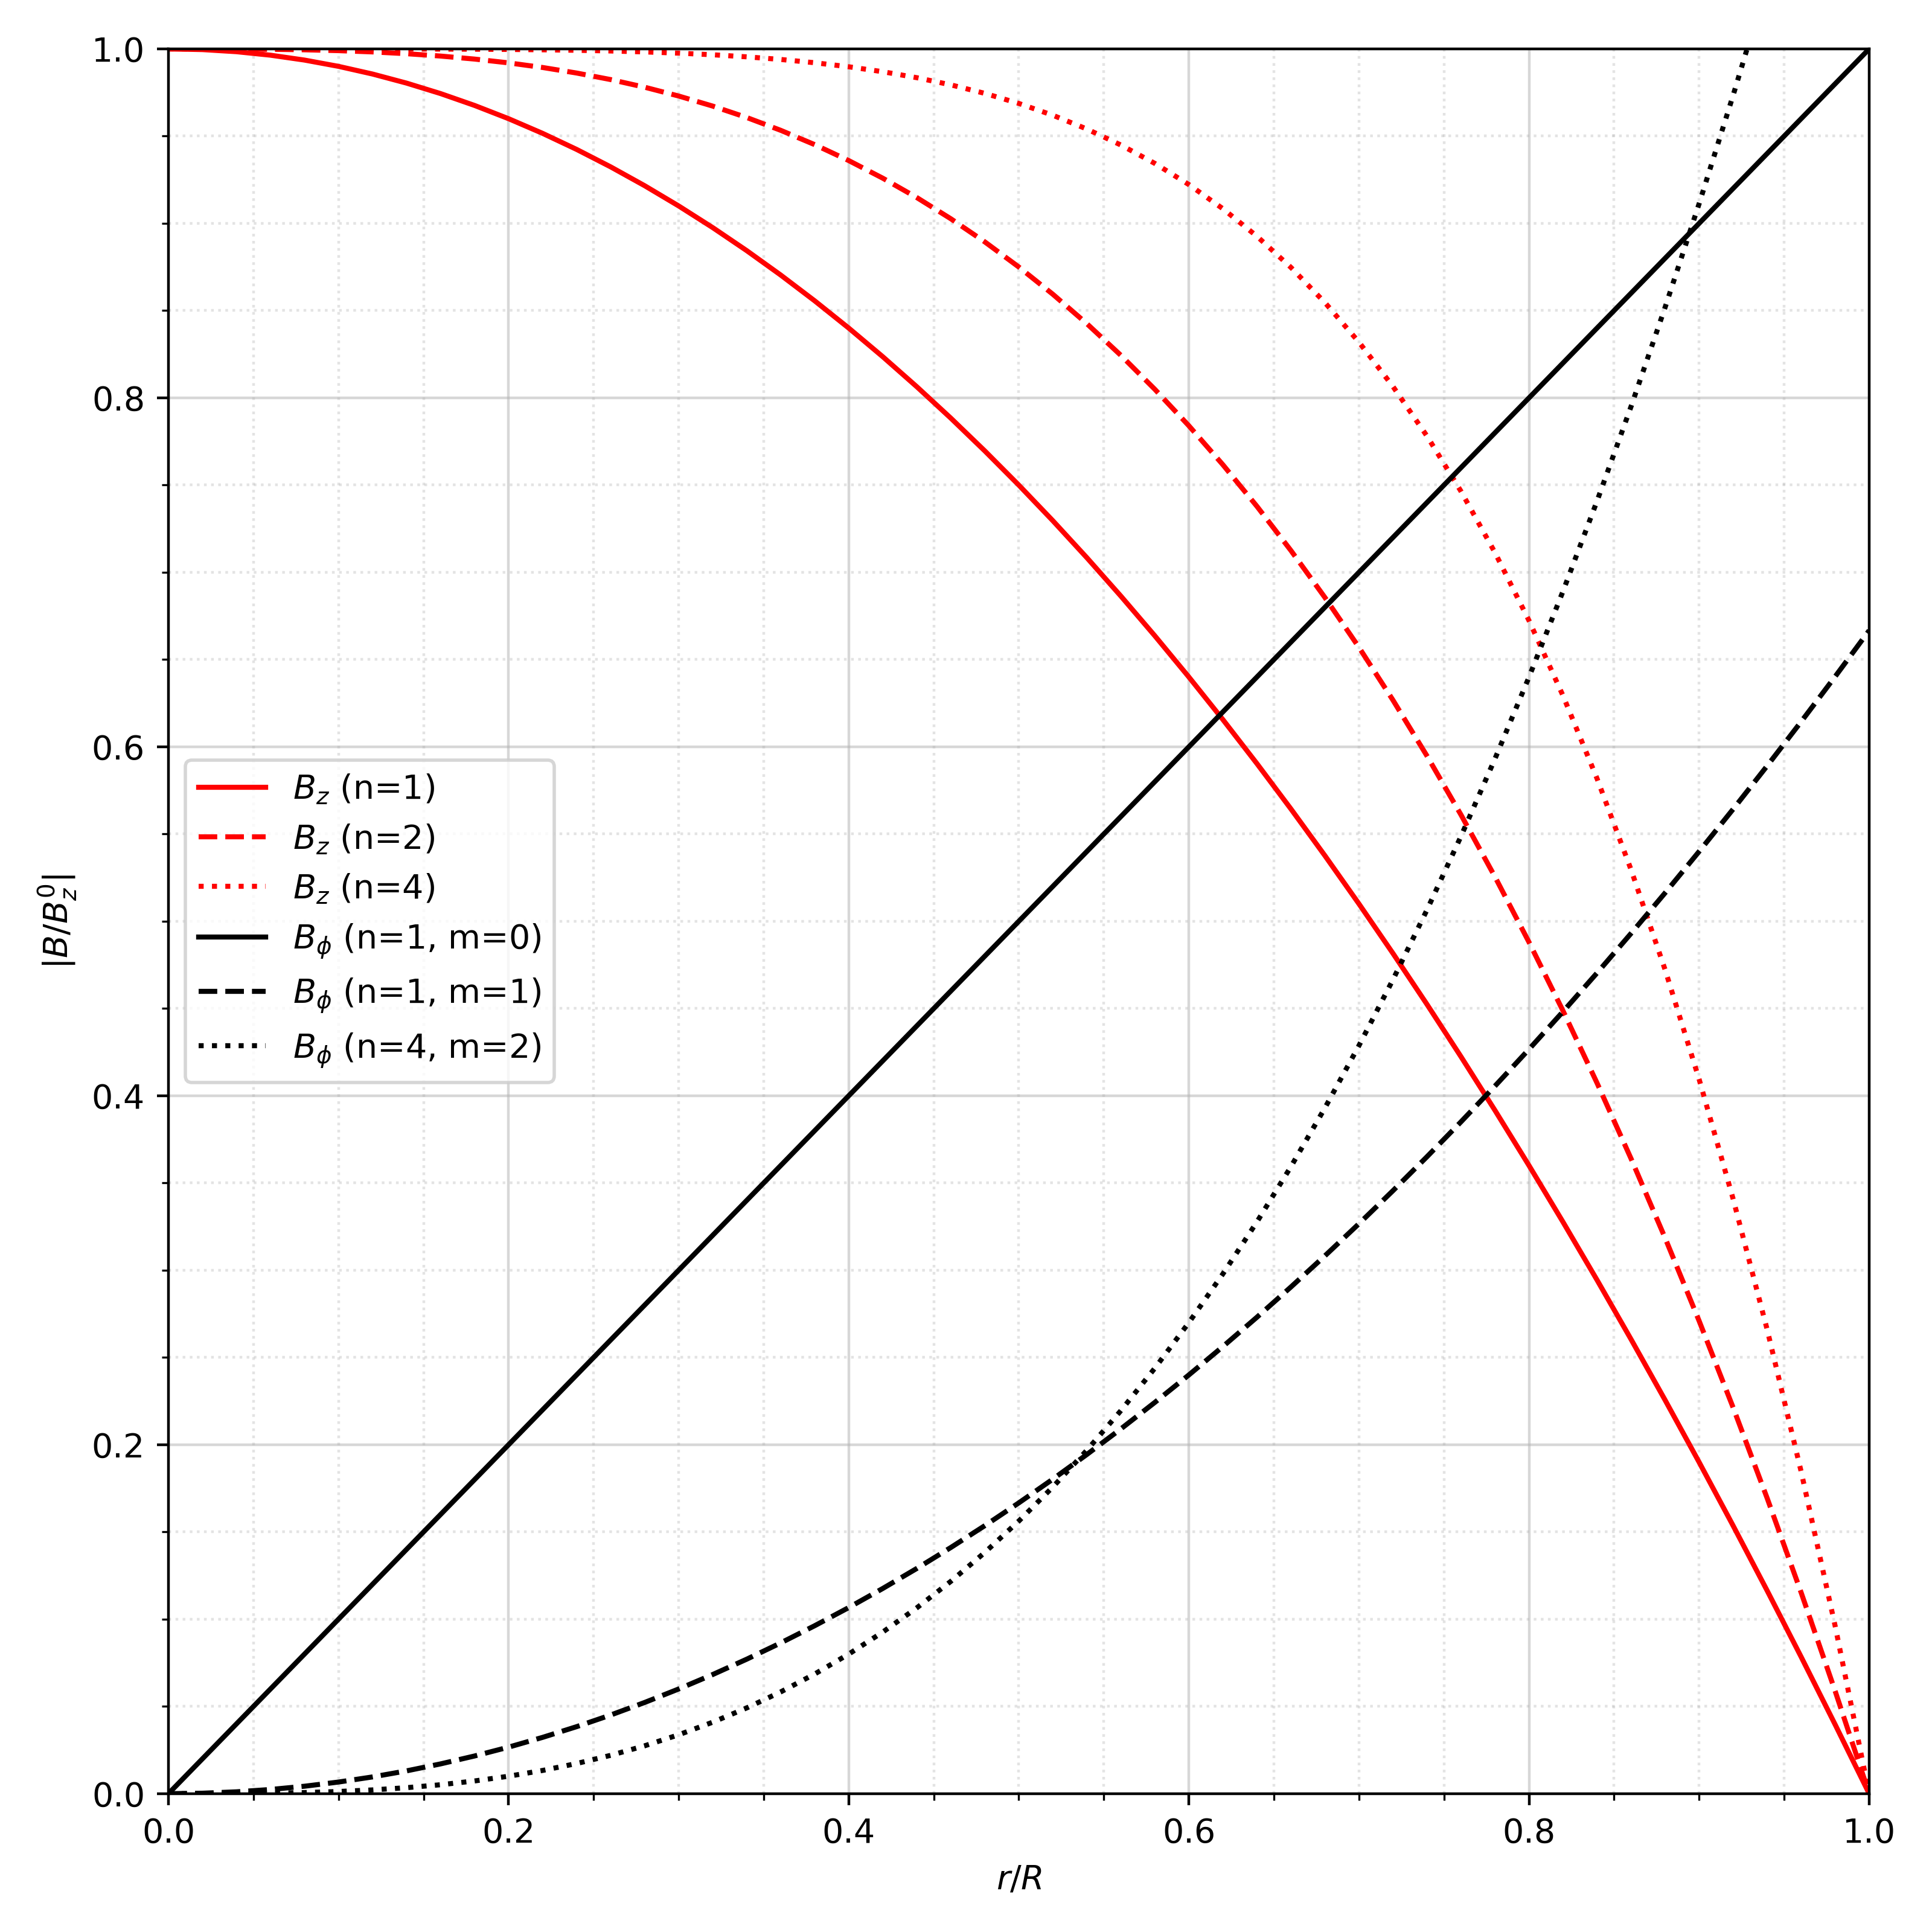 1.0
0.8
0.6
0.4
0.2
0.0
|B/B_z^0|
B_z (n=1)
B_z (n=2)
B_z (n=4)
B_ϕ (n=1, m=0)
B_ϕ (n=1, m=1)
B_ϕ (n=4, m=2)
0.0 0.2 0.4 0.6 0.8 1.0
r/R